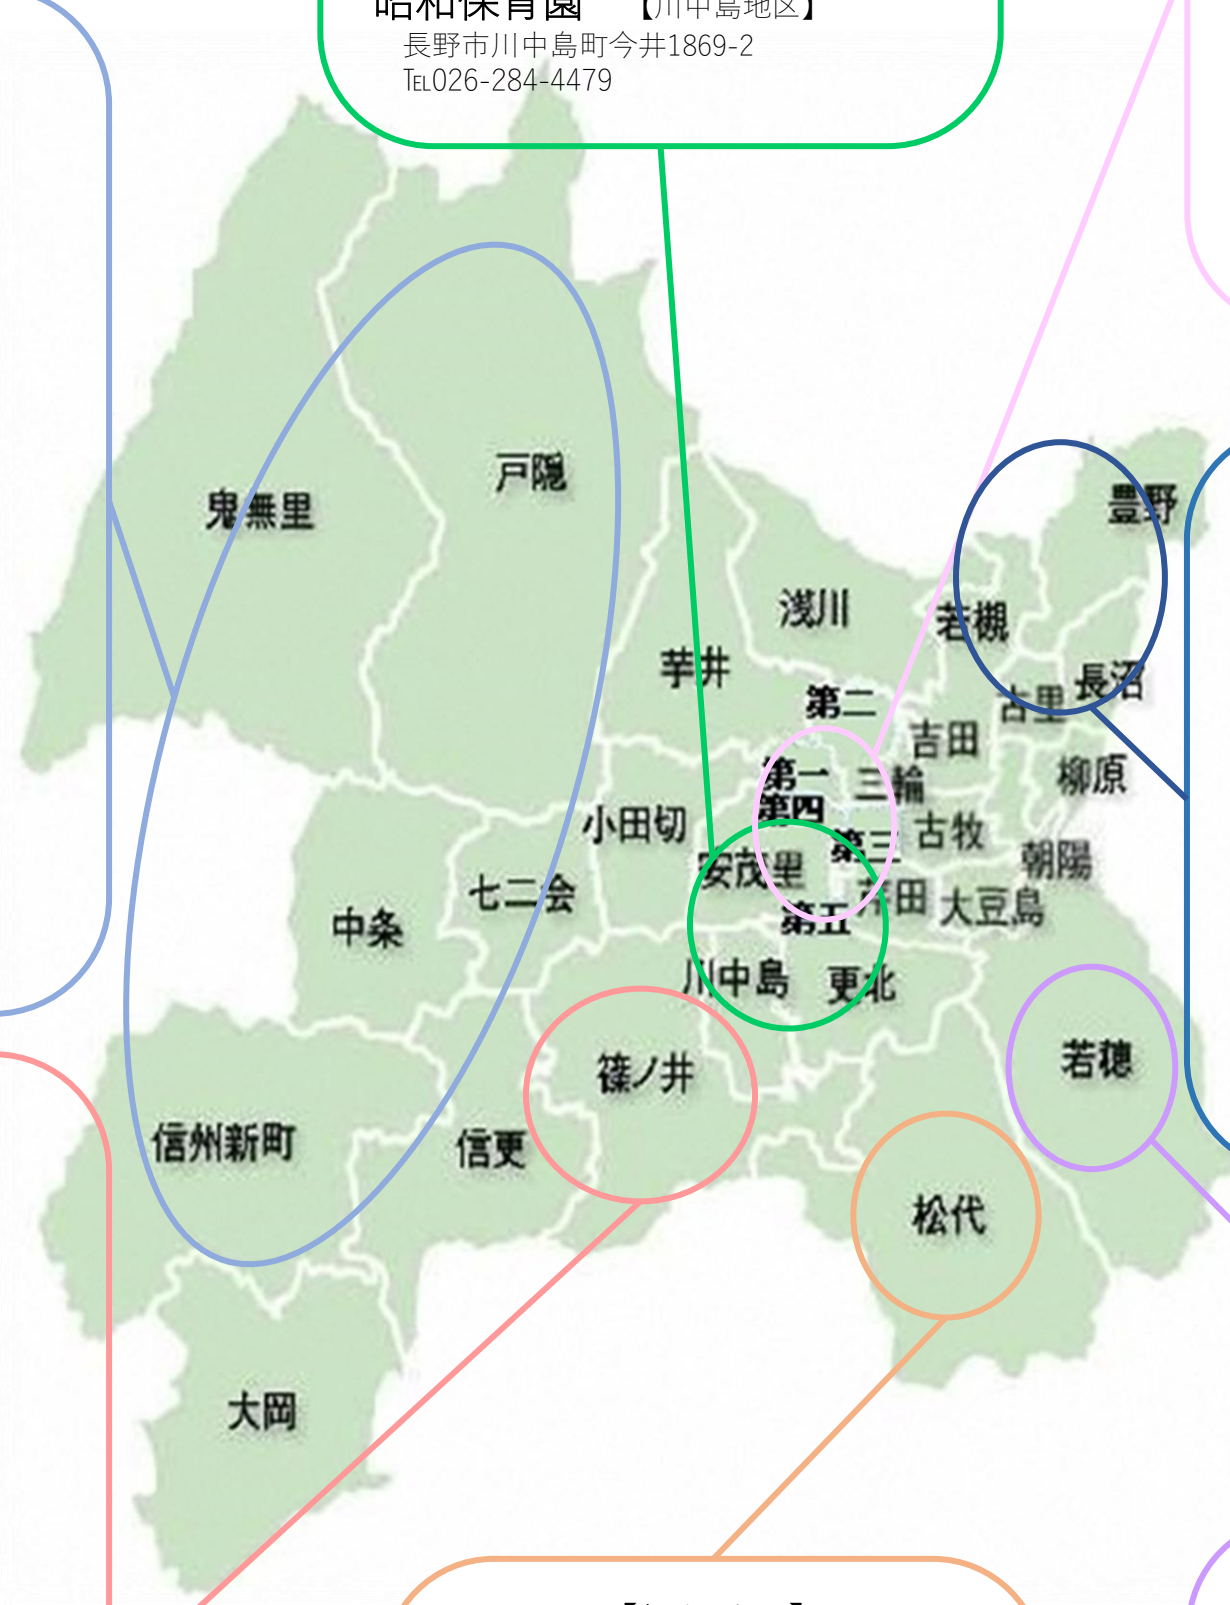 昭和保育園 【川中島地区】
長野市川中島町今井1869-2
℡026-284-4479
戸隠
鬼無里
豊野
浅川
若槻
芋井
長沼
第二
古里
吉田
第一
三輪
柳原
第四
小田切
古牧
第三
朝陽
安茂里
七二会
芹田
大豆島
第五
中条
川中島
更北
若穂
篠ノ井
信州新町
信更
松代
大岡